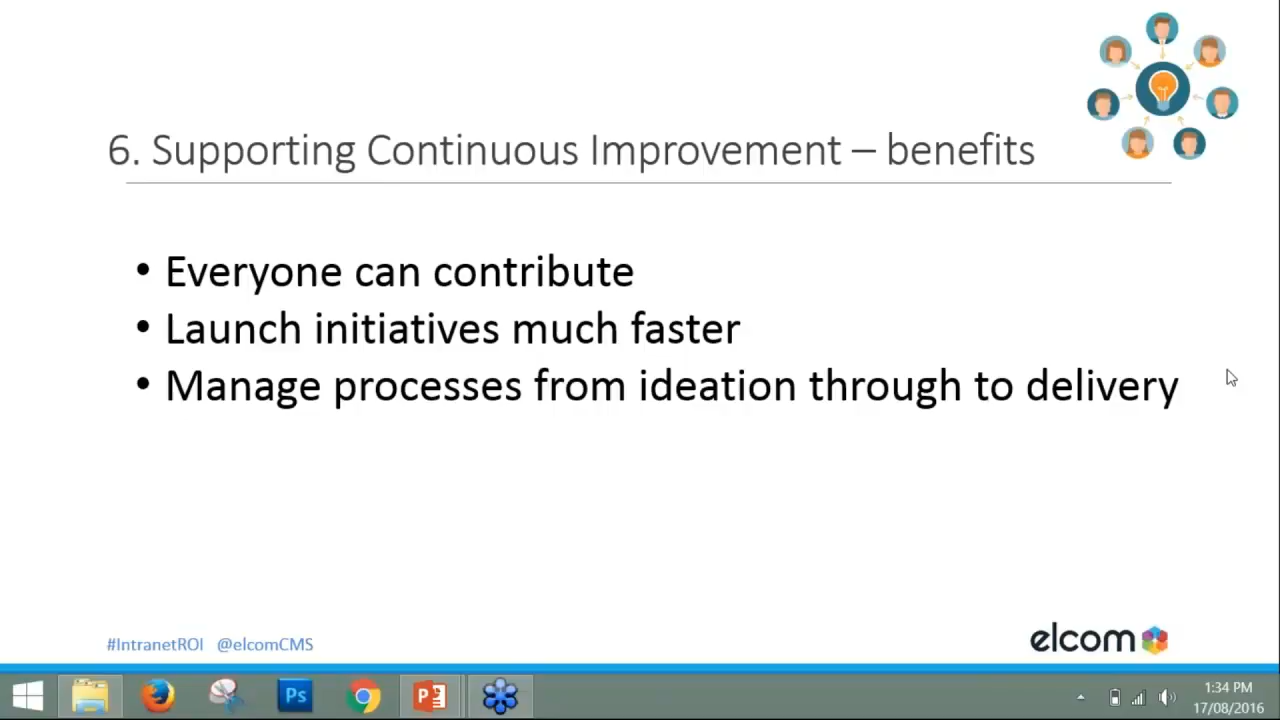 6. Supporting Continuous Improvement – benefits
• Everyone can contribute
• Launch initiatives much faster
• Manage processes from ideation through to delivery
#IntranetROI @elcomCMS
elcom
Ps
P
1:34 PM
17/08/2016